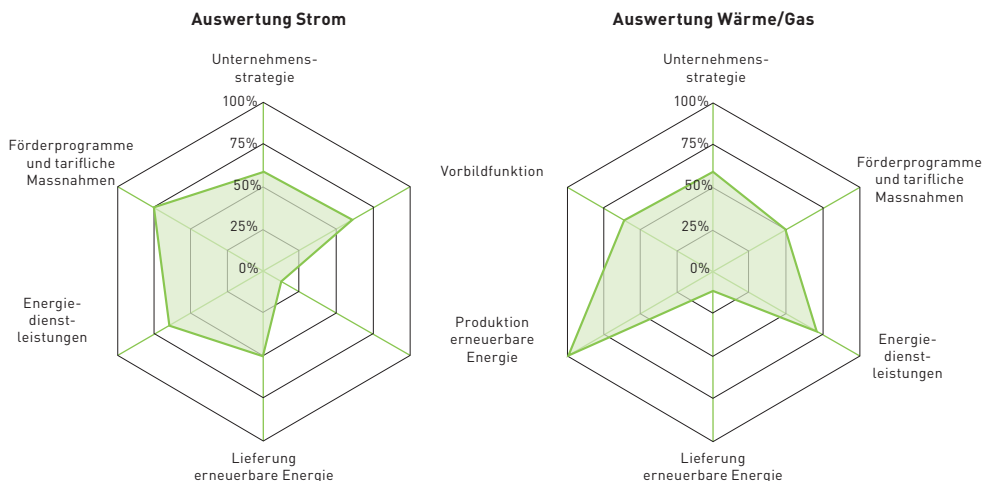 Auswertung Strom
Unternehmens-
strategie
100%
75%
50%
25%
0%
Förderprogramme
und tarifliche
Massnahmen
Energie-
dienst-
leistungen
Lieferung
erneuerbare Energie
Vorbildfunktion
Produktion
erneuerbare
Energie
Auswertung Wärme/Gas
Unternehmens-
strategie
100%
75%
50%
25%
0%
Förderprogramme
und tarifliche
Massnahmen
Energie-
dienst-
leistungen
Lieferung
erneuerbare Energie